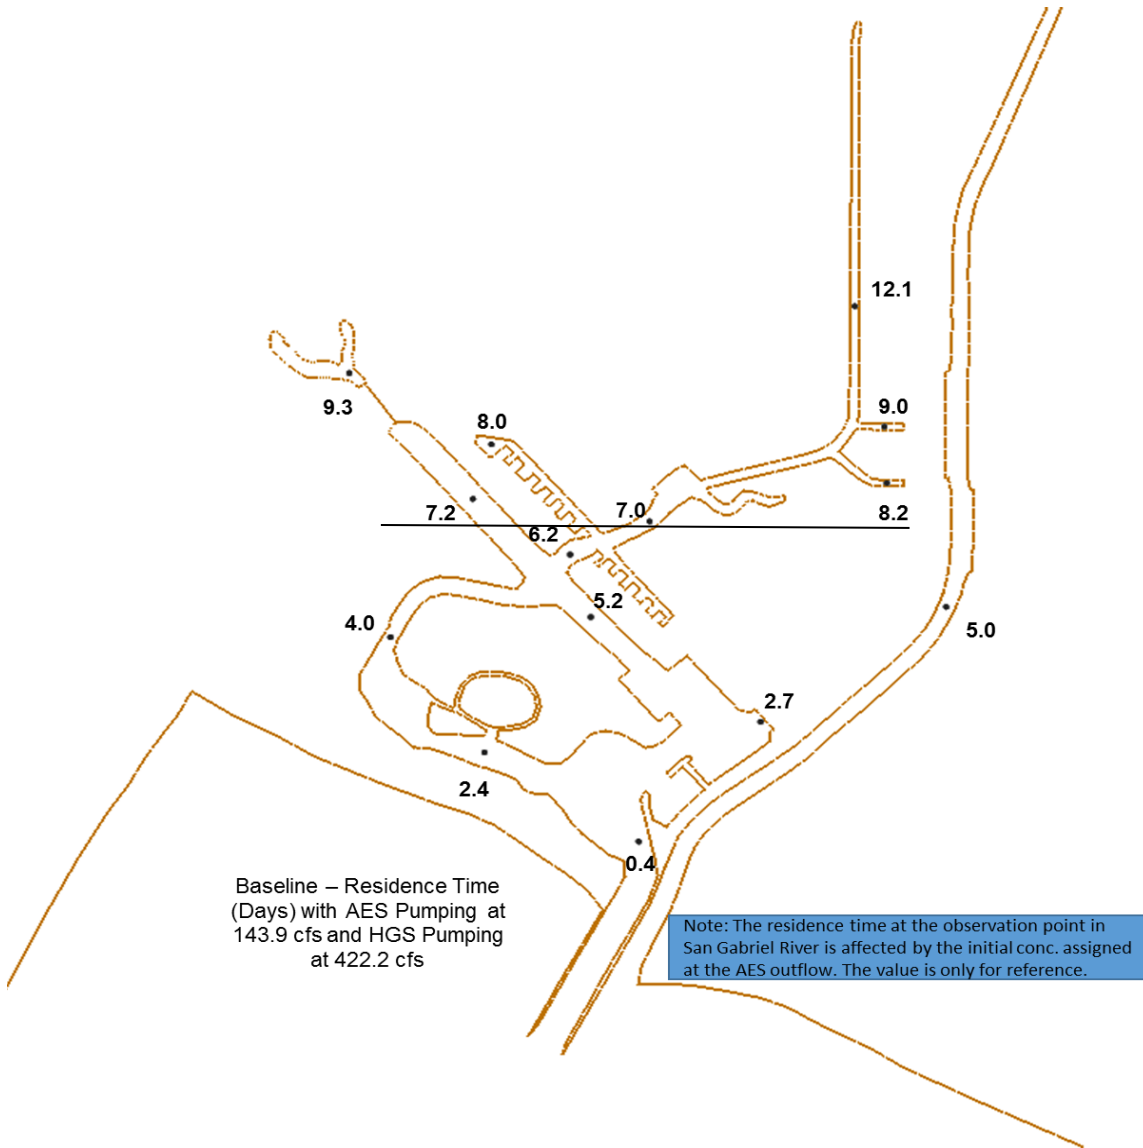 12.1
9.3
9.0
8.0
7.2
7.0
8.2
6.2
5.2
4.0
5.0
2.7
2.4
0.4
Baseline – Residence Time
(Days) with AES Pumping at
143.9 cfs and HGS Pumping
at 422.2 cfs
Note: The residence time at the observation point in
San Gabriel River is affected by the initial conc. assigned
at the AES outflow. The value is only for reference.